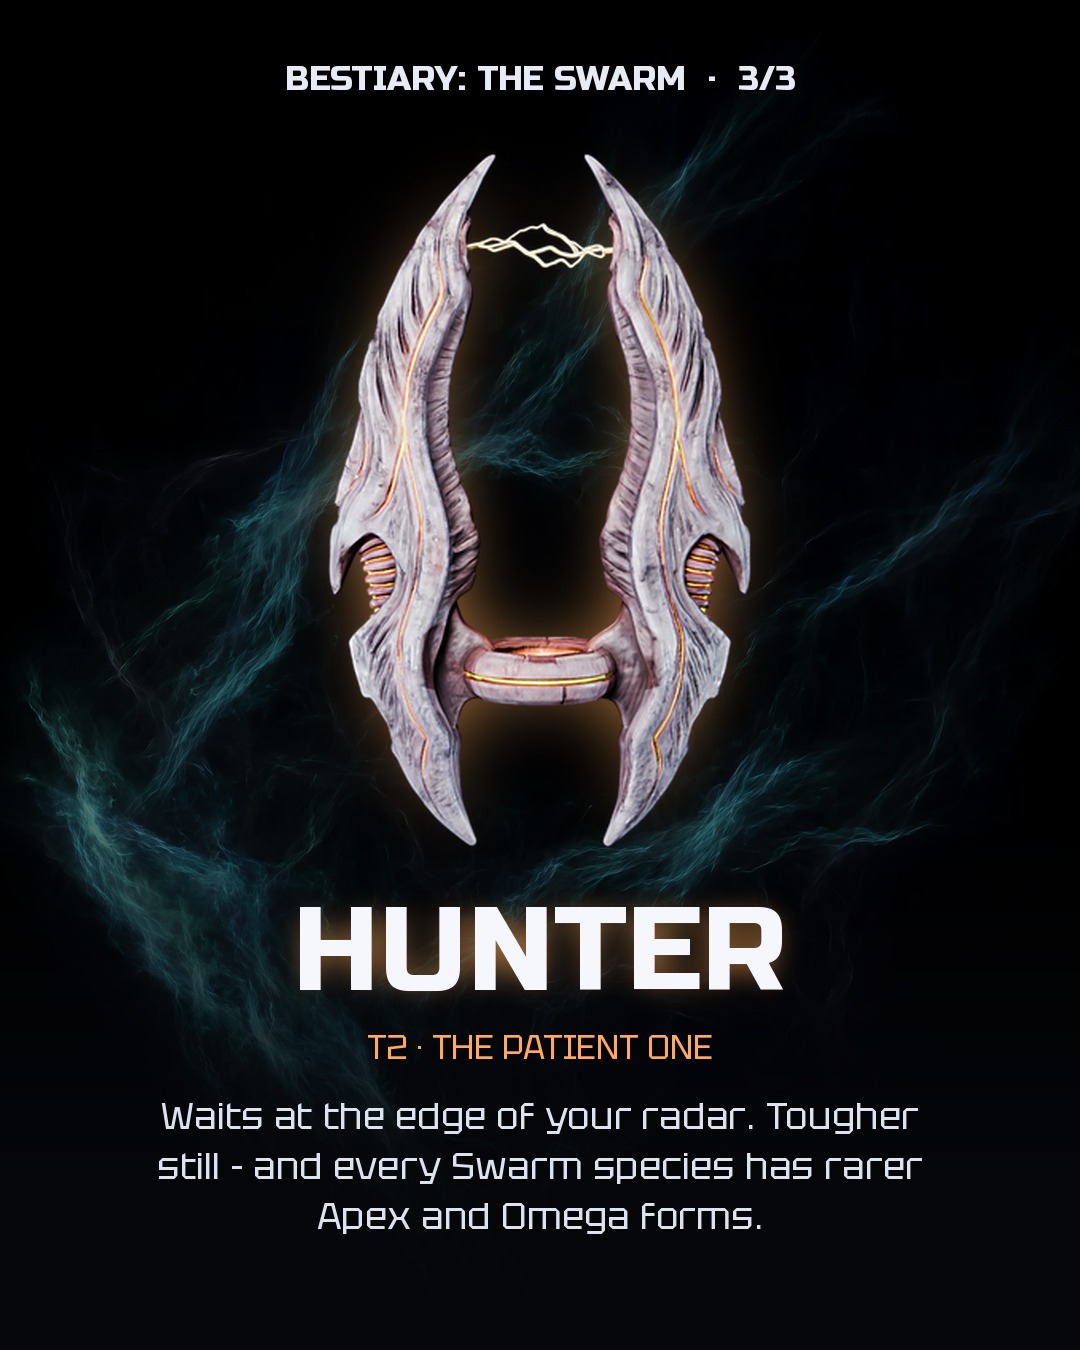 BESTIARY: THE SWARM · 3/3
HUNTER
T2 · THE PATIENT ONE
Waits at the edge of your radar. Tougher
still - and every Swarm species has rarer
Apex and Omega forms.